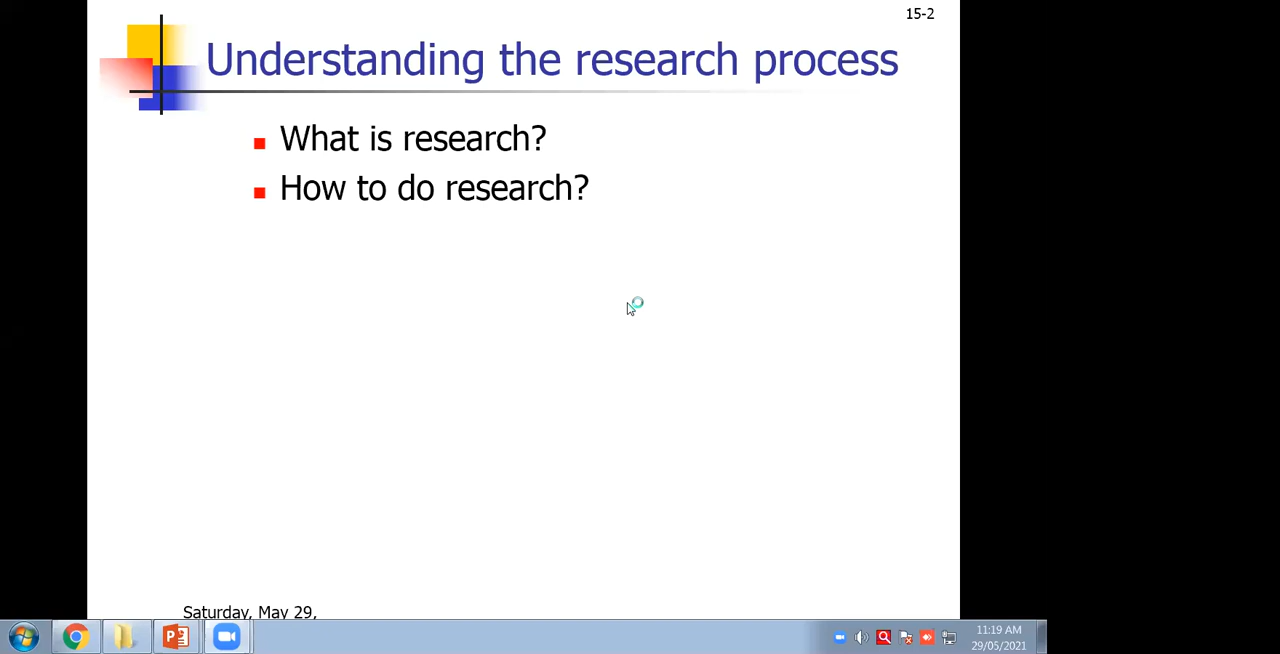 15-2
Understanding the research process
What is research?
How to do research?
Saturday, May 29,
11:19 AM
29/05/2021